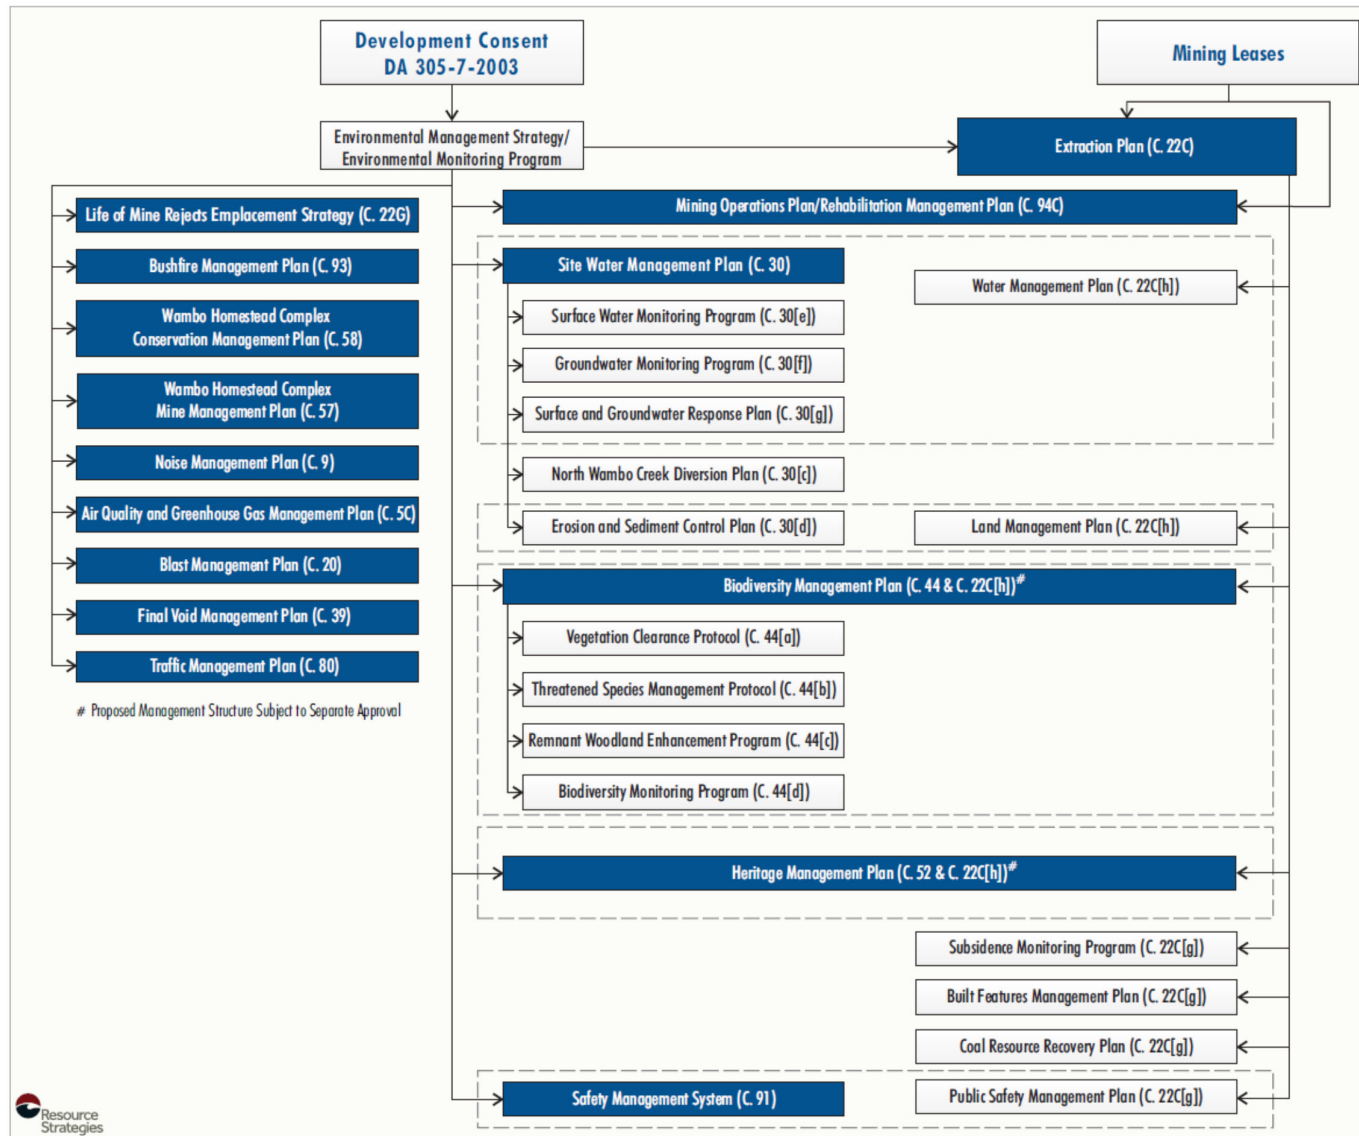 Development Consent
DA 305-7-2003
Mining Leases
Environmental Management Strategy/
Environmental Monitoring Program
Extraction Plan (C. 22C)
Life of Mine Rejects Emplacement Strategy (C. 22G)
Bushfire Management Plan (C. 93)
Wambo Homestead Complex
Conservation Management Plan (C. 58)
Wambo Homestead Complex
Mine Management Plan (C. 57)
Noise Management Plan (C. 9)
Air Quality and Greenhouse Gas Management Plan (C. 5C)
Blast Management Plan (C. 20)
Final Void Management Plan (C. 39)
Traffic Management Plan (C. 80)
# Proposed Management Structure Subject to Separate Approval
Mining Operations Plan/Rehabilitation Management Plan (C. 94C)
Site Water Management Plan (C. 30)
Water Management Plan (C. 22C[h])
Surface Water Monitoring Program (C. 30[e])
Groundwater Monitoring Program (C. 30[f])
Surface and Groundwater Response Plan (C. 30[g])
North Wambo Creek Diversion Plan (C. 30[c])
Erosion and Sediment Control Plan (C. 30[d])
Land Management Plan (C. 22C[h])
Biodiversity Management Plan (C. 44 & C. 22C[h])#
Vegetation Clearance Protocol (C. 44[a])
Threatened Species Management Protocol (C. 44[b])
Remnant Woodland Enhancement Program (C. 44[c])
Biodiversity Monitoring Program (C. 44[d])
Heritage Management Plan (C. 52 & C. 22C[h])#
Subsidence Monitoring Program (C. 22C[g])
Built Features Management Plan (C. 22C[g])
Coal Resource Recovery Plan (C. 22C[g])
Safety Management System (C. 91)
Public Safety Management Plan (C. 22C[g])
Resource
Strategies